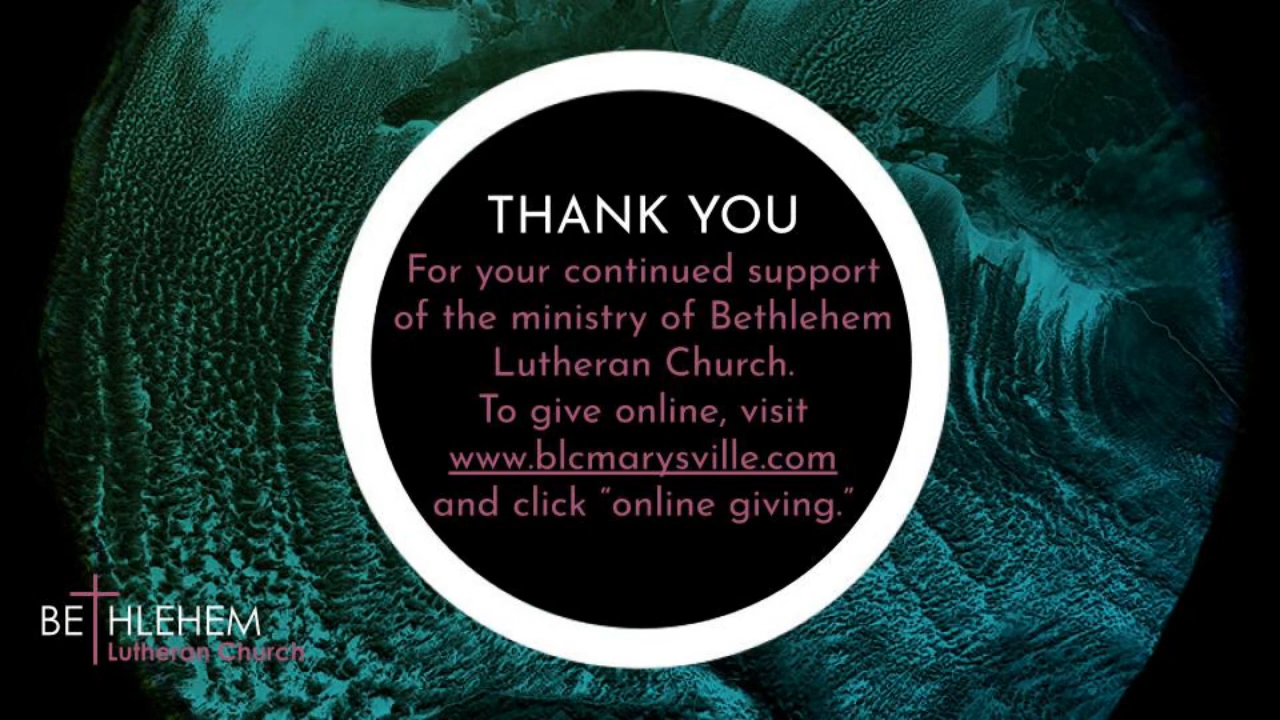 THANK YOU
For your continued support
of the ministry of Bethlehem
Lutheran Church.
To give online, visit
www.blcmarysville.com
and click “online giving.”
BETHLEHEM
Lutheran Church